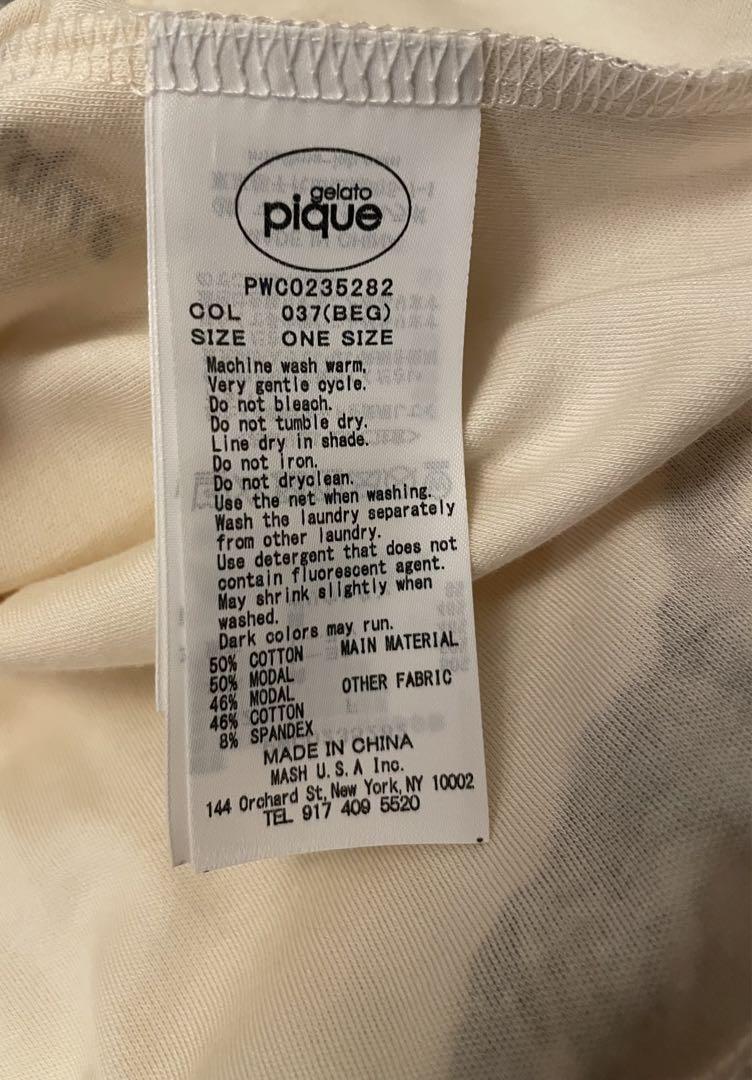 gelato
pique
PWC0235282
COL 037(BEG)
SIZE ONE SIZE
Machine wash warm,
Very gentle cycle.
Do not bleach.
Do not tumble dry.
Line dry in shade.
Do not iron.
Do not dryclean.
Use the net when washing.
Wash the laundry separately
from other laundry.
Use detergent that does not
contain fluorescent agent.
May shrink slightly when
washed.
Dark colors may run.
50% COTTON MAIN MATERIAL
50% MODAL
46% MODAL OTHER FABRIC
46% COTTON
8% SPANDEX
MADE IN CHINA
MASH U.S.A Inc.
144 Orchard St, New York, NY 10002
TEL 917 409 5520